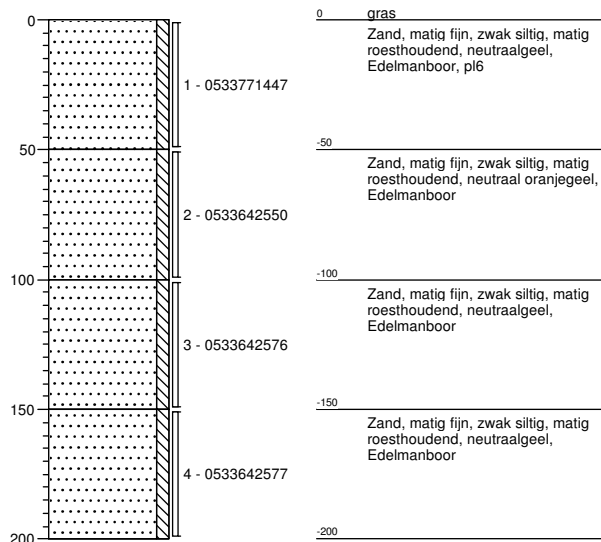 0
0
gras
Zand, matig fijn, zwak siltig, matig
roesthoudend, neutraalgeel,
Edelmanboor, pl6
1 - 0533771447
50
-50
Zand, matig fijn, zwak siltig, matig
roesthoudend, neutraal oranjegeel,
Edelmanboor
2 - 0533642550
100
-100
Zand, matig fijn, zwak siltig, matig
roesthoudend, neutraalgeel,
Edelmanboor
3 - 0533642576
150
-150
Zand, matig fijn, zwak siltig, matig
roesthoudend, neutraalgeel,
Edelmanboor
4 - 0533642577
200
-200